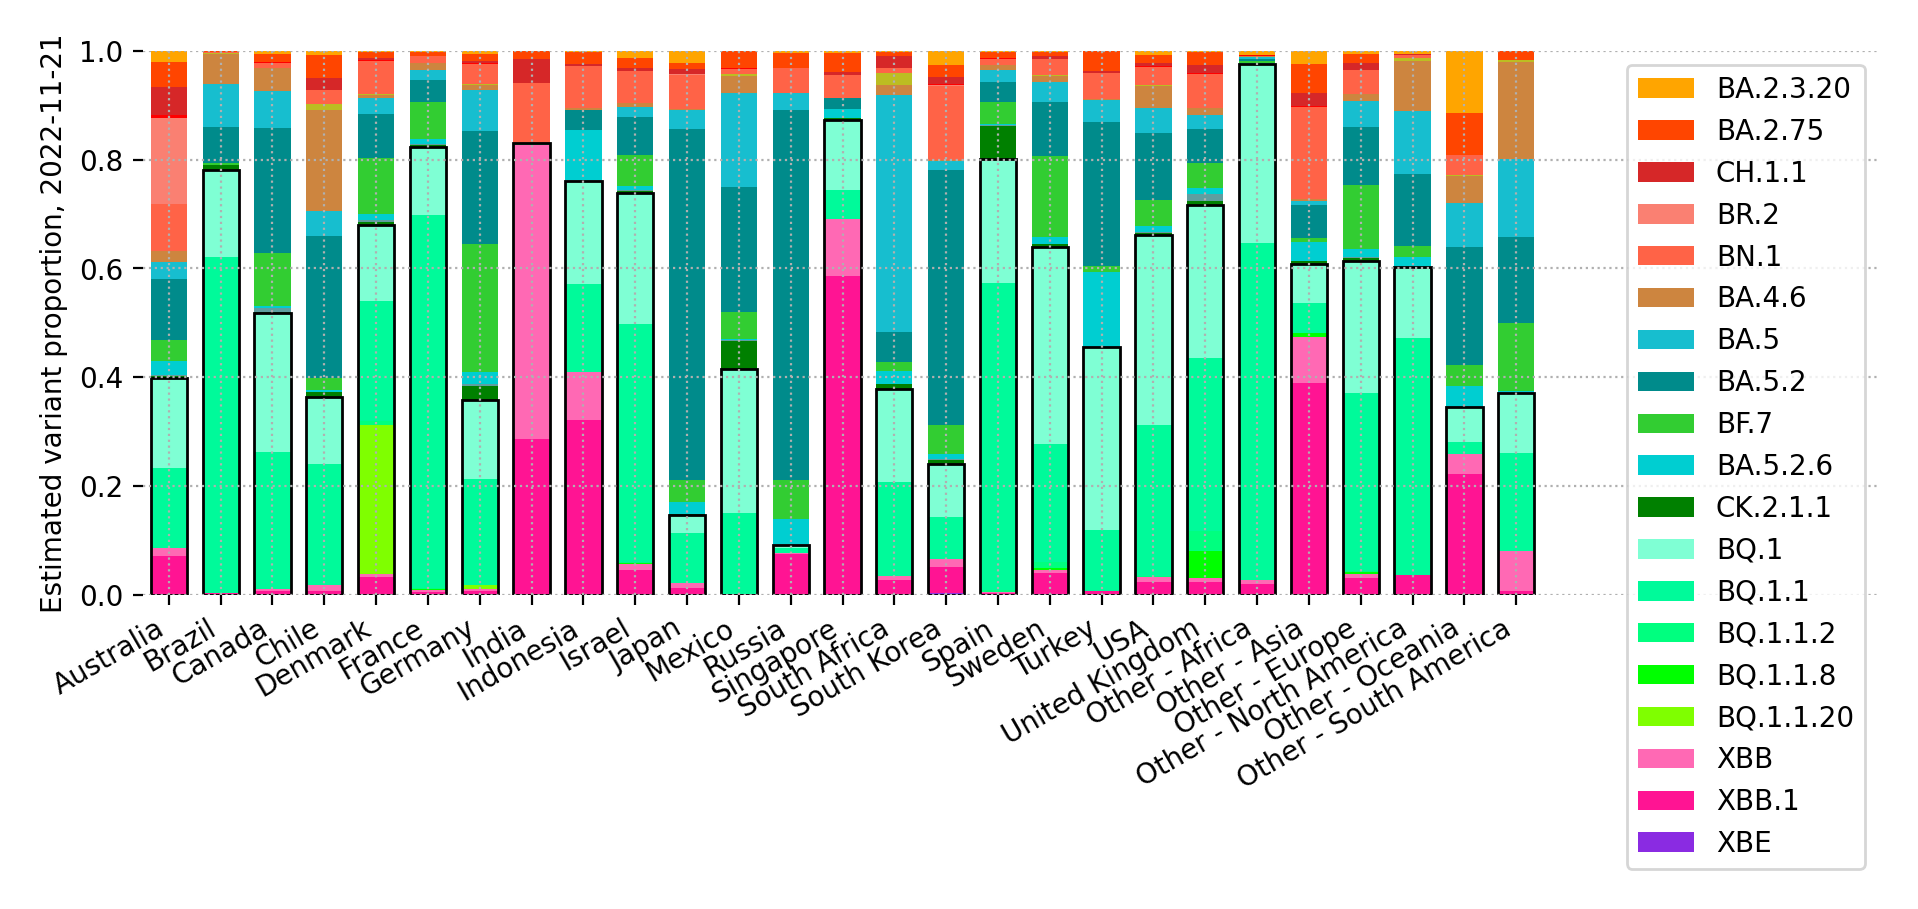 Estimated variant proportion, 2022-11-21
1.0
0.8
0.6
0.4
0.2
0.0
Australia
Brazil
Canada
Chile
Denmark
France
Germany
India
Indonesia
Israel
Japan
Mexico
Russia
Singapore
South Africa
South Korea
Spain
Sweden
Turkey
USA
United Kingdom
Other - Africa
Other - Asia
Other - Europe
Other - North America
Other - Oceania
Other - South America
BA.2.3.20
BA.2.75
CH.1.1
BR.2
BN.1
BA.4.6
BA.5
BA.5.2
BF.7
BA.5.2.6
CK.2.1.1
BQ.1
BQ.1.1
BQ.1.1.2
BQ.1.1.8
BQ.1.1.20
XBB
XBB.1
XBE